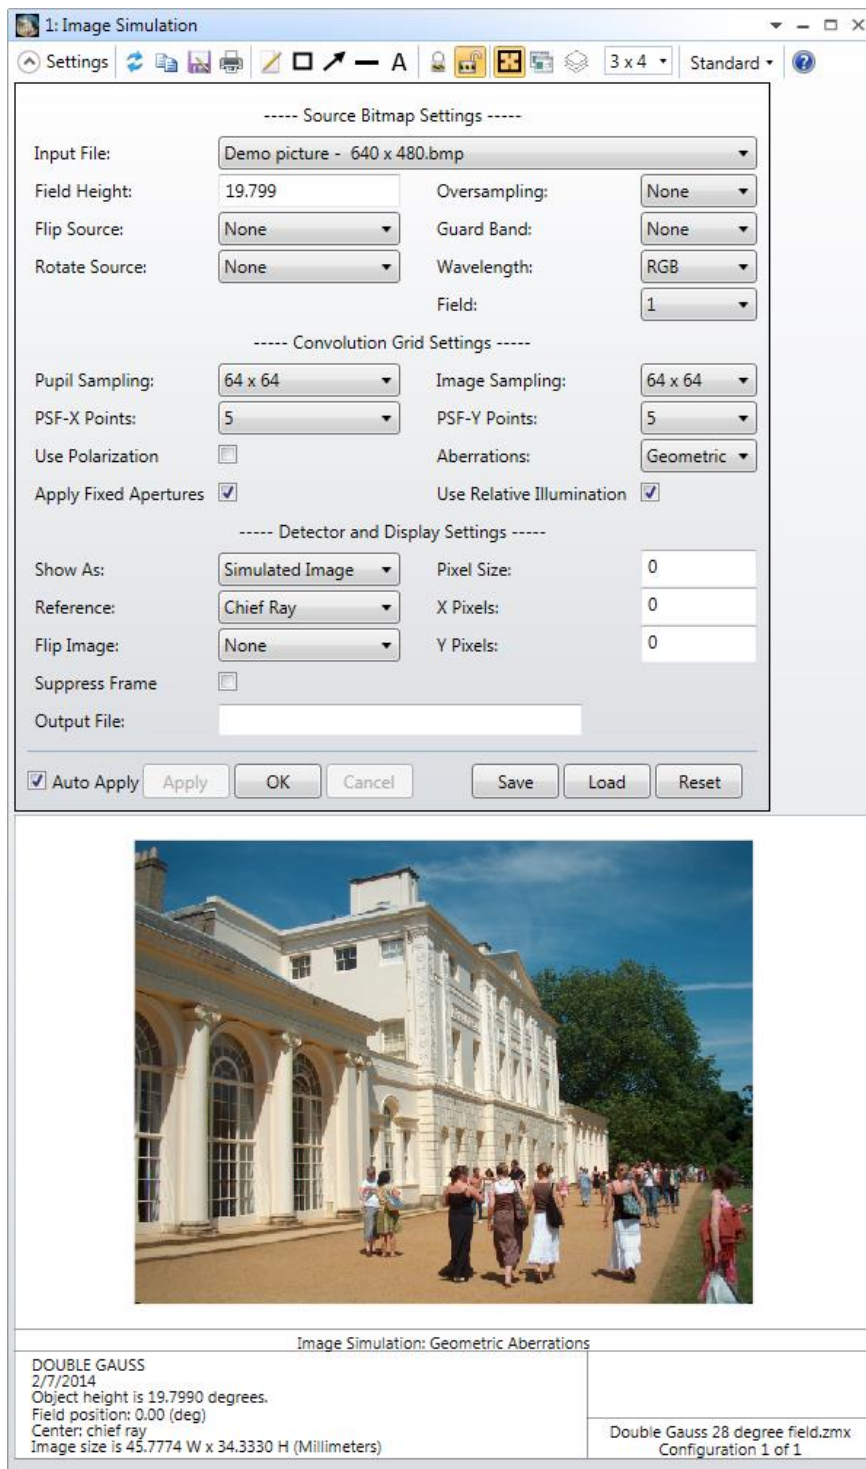 1: Image Simulation
Settings A 3 x 4 Standard
----- Source Bitmap Settings -----
Input File: Demo picture - 640 x 480.bmp
Field Height: 19.799 Oversampling: None
Flip Source: None Guard Band: None
Rotate Source: None Wavelength: RGB
Field: 1
----- Convolution Grid Settings -----
Pupil Sampling: 64 x 64 Image Sampling: 64 x 64
PSF-X Points: 5 PSF-Y Points: 5
Use Polarization Aberrations: Geometric
Apply Fixed Apertures Use Relative Illumination
----- Detector and Display Settings -----
Show As: Simulated Image Pixel Size: 0
Reference: Chief Ray X Pixels: 0
Flip Image: None Y Pixels: 0
Suppress Frame
Output File:
Auto Apply Apply OK Cancel Save Load Reset
Image Simulation: Geometric Aberrations
DOUBLE GAUSS
2/7/2014
Object height is 19.7990 degrees.
Field position: 0.00 (deg)
Center: chief ray
Image size is 45.7774 W x 34.3330 H (Millimeters)
Double Gauss 28 degree field.zmx
Configuration 1 of 1